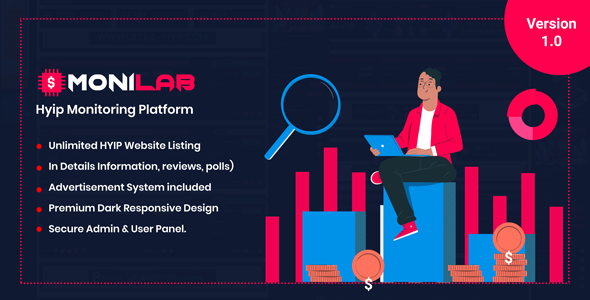 Version
1.0
$ MONILAB
Hyip Monitoring Platform
Unlimited HYIP Website Listing
In Details Information, reviews, polls)
Advertisement System included
Premium Dark Responsive Design
Secure Admin & User Panel.
$
$